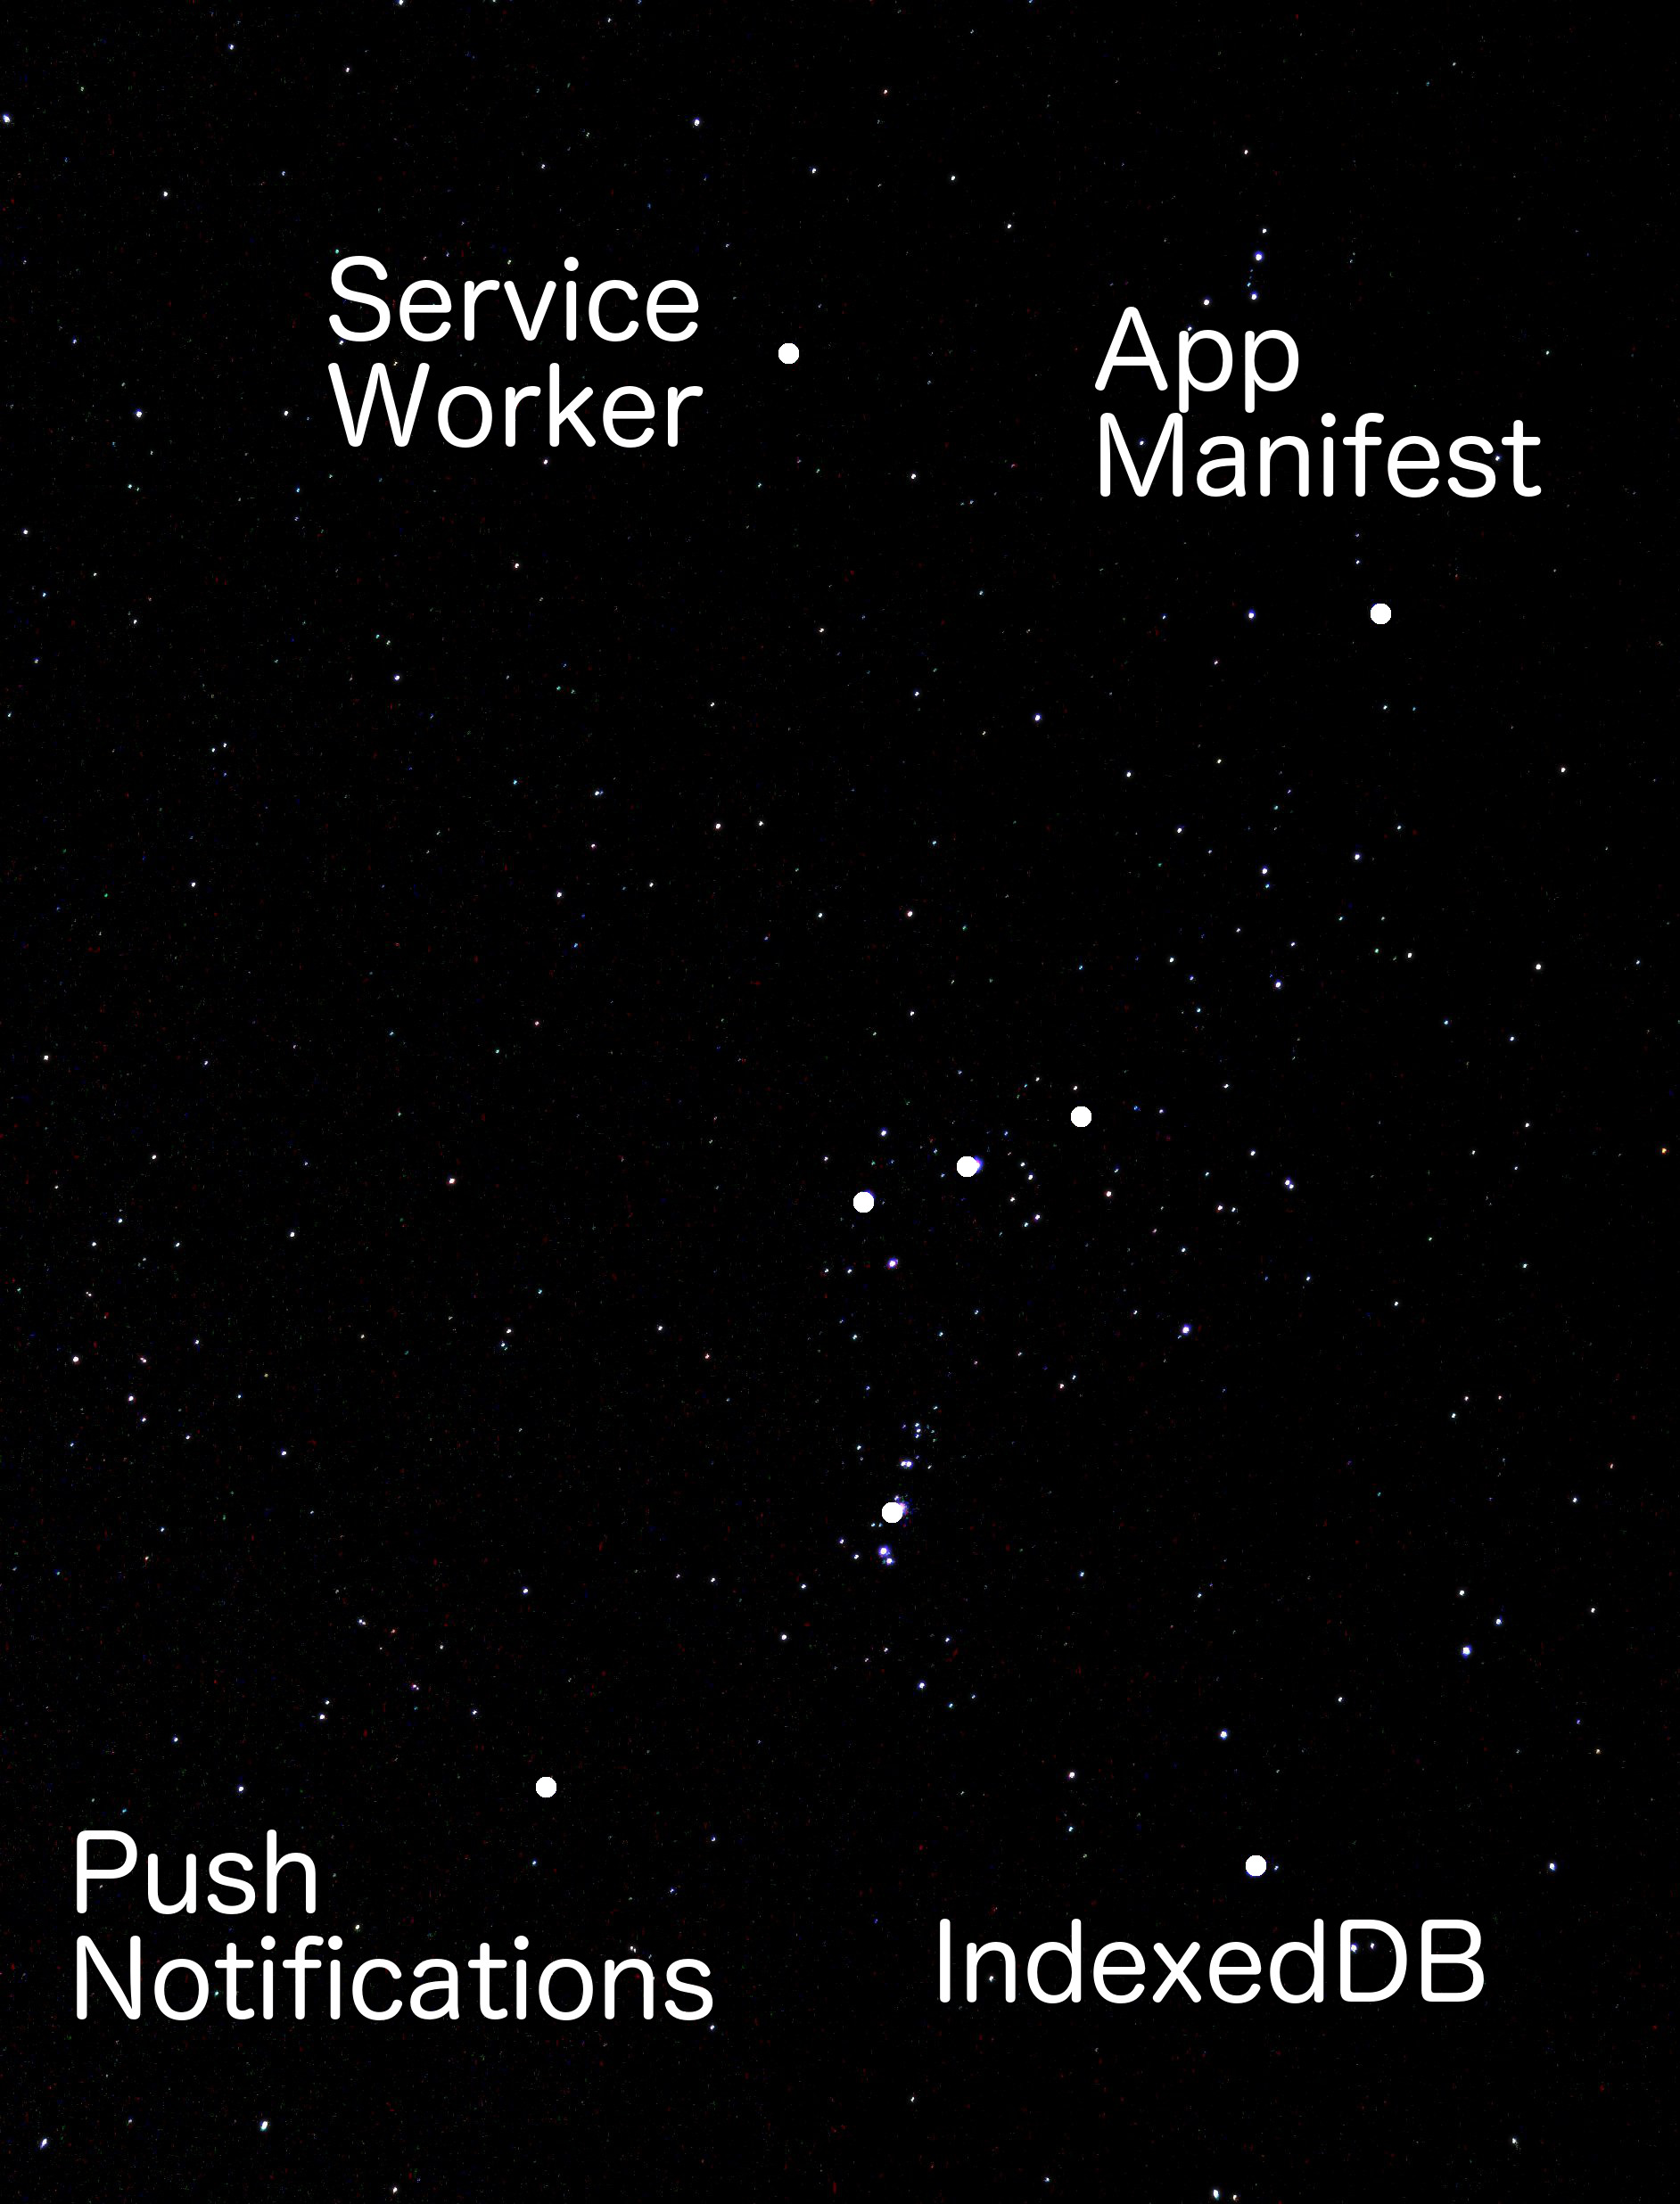 Service
Worker
App
Manifest
Push
Notifications
IndexedDB